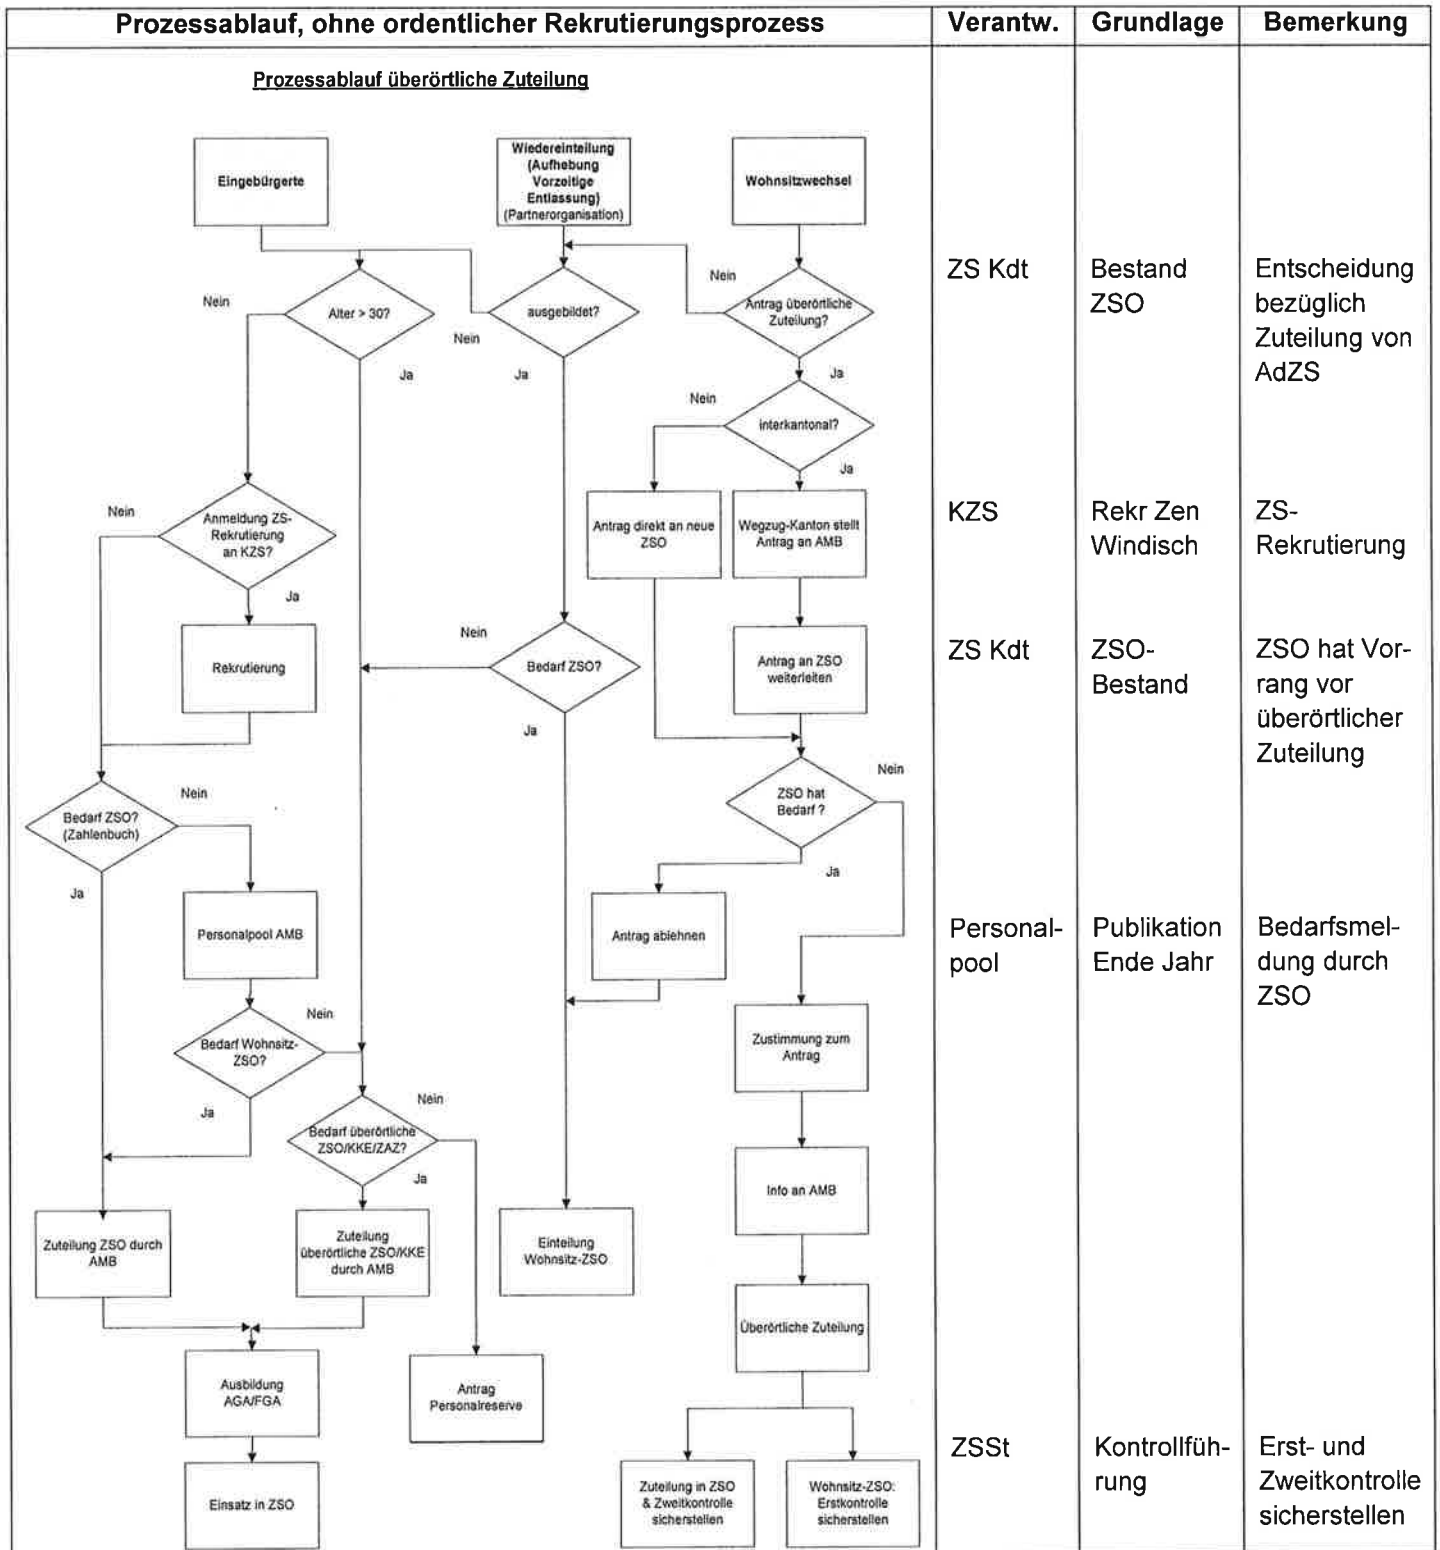 Prozessablauf, ohne ordentlicher Rekrutierungsprozess
Verantw.
Grundlage
Bemerkung
Prozessablauf überörtliche Zuteilung
Eingebürgerte
Wiedereinteilung
(Aufhebung
Vorzeitige
Entlassung)
(Partnerorganisation)
Wohnsitzwechsel
Nein
Alter > 30?
Ja
Nein
ausgebildet?
Ja
Nein
Antrag überörtliche
Zuteilung?
Ja
ZS Kdt
Bestand
ZSO
Entscheidung
bezüglich
Zuteilung von
AdZS
Nein
interkantonal?
Ja
Nein
Anmeldung ZS-
Rekrutierung
an KZS?
Ja
Antrag direkt an neue
ZSO
Wegzug-Kanton stellt
Antrag an AMB
KZS
Rekr Zen
Windisch
ZS-
Rekrutierung
Rekrutierung
Nein
Bedarf ZSO?
Ja
Antrag an ZSO
weiterleiten
ZS Kdt
ZSO-
Bestand
ZSO hat Vor-
rang vor
überörtlicher
Zuteilung
Nein
Bedarf ZSO?
(Zahlenbuch)
Ja
Nein
ZSO hat
Bedarf ?
Ja
Personalpool AMB
Antrag ablehnen
Personal-
pool
Publikation
Ende Jahr
Bedarfsmel-
dung durch
ZSO
Nein
Bedarf Wohnsitz-
ZSO?
Ja
Zustimmung zum
Antrag
Nein
Bedarf überörtliche
ZSO/KKE/ZAZ?
Ja
Info an AMB
Zuteilung ZSO durch
AMB
Zuteilung
überörtliche ZSO/KKE
durch AMB
Einteilung
Wohnsitz-ZSO
Überörtliche Zuteilung
Ausbildung
AGA/FGA
Antrag
Personalreserve
Einsatz in ZSO
Zuteilung in ZSO
& Zweitkontrolle
sicherstellen
Wohnsitz-ZSO:
Erstkontrolle
sicherstellen
ZSSt
Kontrollfüh-
rung
Erst- und
Zweitkontrolle
sicherstellen